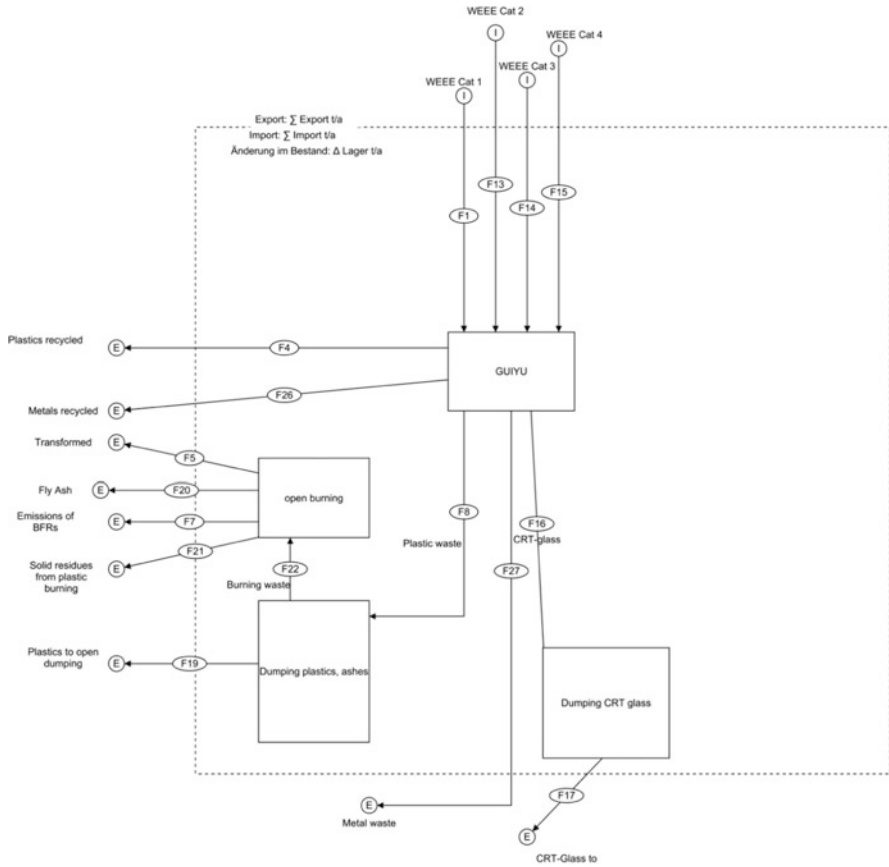 WEEE Cat 2
I
WEEE Cat 4
I
WEEE Cat 3
I
WEEE Cat 1
I
Export: ∑ Export t/a
Import: ∑ Import t/a
Änderung im Bestand: Δ Lager t/a
F13
F15
F14
F1
Plastics recycled
E
F4
GUIYU
F26
Metals recycled
E
Transformed
E
F5
Fly Ash
E
F20
open burning
Emissions of
BFRs
E
F7
F8
F16
CRT-glass
Plastic waste
F21
Solid residues
from plastic
burning
E
F22
F27
Burning waste
Plastics to open
dumping
E
F19
Dumping plastics, ashes
Dumping CRT glass
F17
E
Metal waste
E
CRT-Glass to